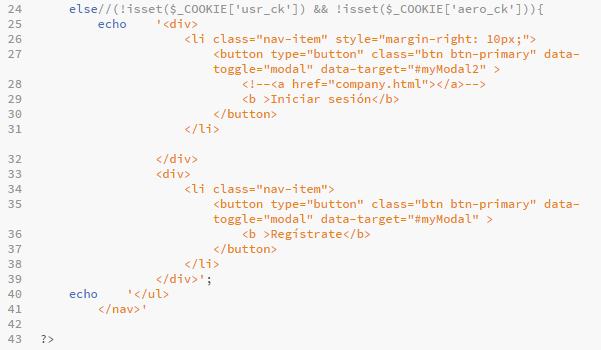 24 else//(!isset($_COOKIE['usr_ck']) && !isset($_COOKIE['aero_ck'])){
25 echo '<div>
26 <li class="nav-item" style="margin-right: 10px;">
27 <button type="button" class="btn btn-primary" data-
toggle="modal" data-target="#myModal2" >
28 <!--<a href="company.html"></a>-->
29 <b >Iniciar sesión</b>
30 </button>
31 </li>
32 </div>
33 <div>
34 <li class="nav-item">
35 <button type="button" class="btn btn-primary" data-
toggle="modal" data-target="#myModal" >
36 <b >Regístrate</b>
37 </button>
38 </li>
39 </div>';
40 echo '</ul>
41 </nav>'
42
43 ?>